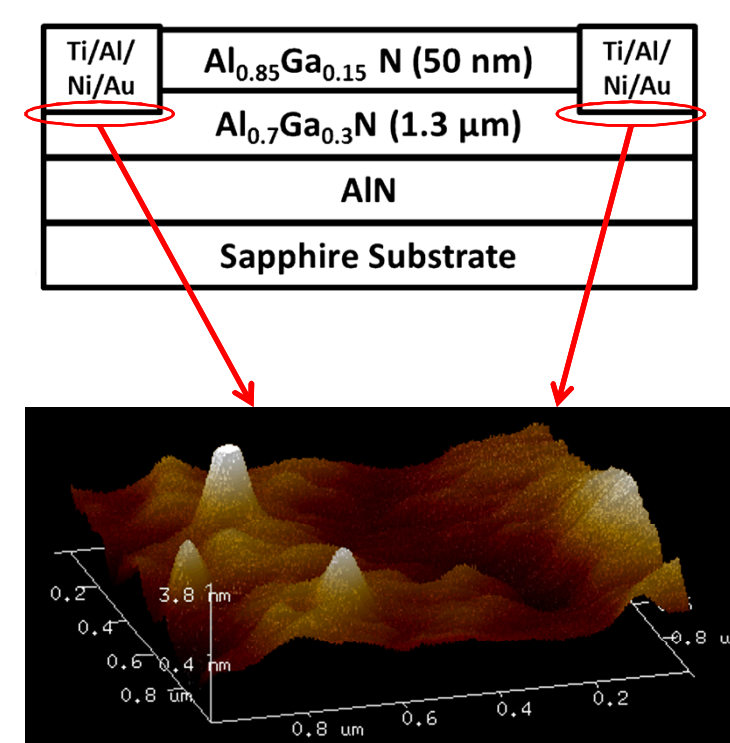 Ti/Al/
Ni/Au
Al0.85Ga0.15 N (50 nm)
Ti/Al/
Ni/Au
Al0.7Ga0.3N (1.3 µm)
AlN
Sapphire Substrate
3.8 nm
0.4 nm
0.2
0.4
0.6
0.8 um
0.8 um
0.6
0.4
0.2
0.8 u